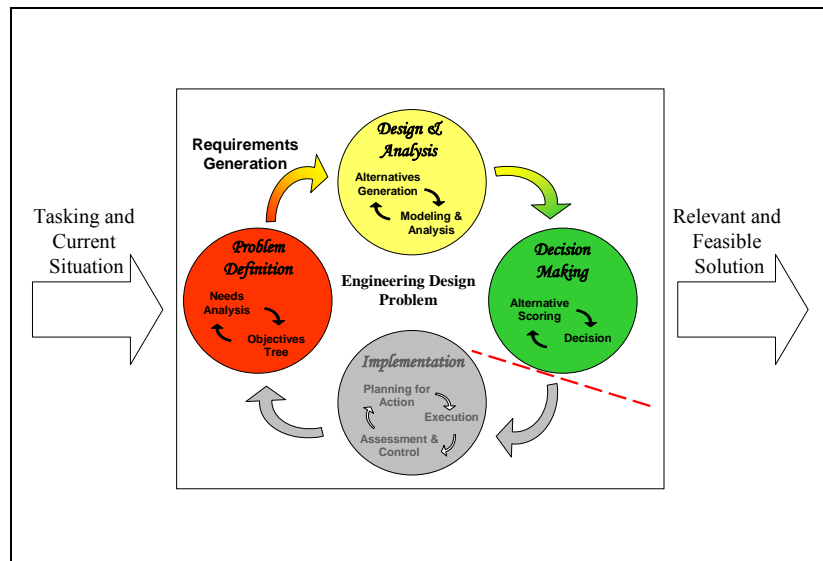 Tasking and
Current
Situation
Requirements
Generation
Design &
Analysis
Alternatives
Generation
Modeling &
Analysis
Problem
Definition
Needs
Analysis
Objectives
Tree
Engineering Design
Problem
Decision
Making
Alternative
Scoring
Decision
Implementation
Planning for
Action
Execution
Assessment &
Control
Relevant and
Feasible
Solution